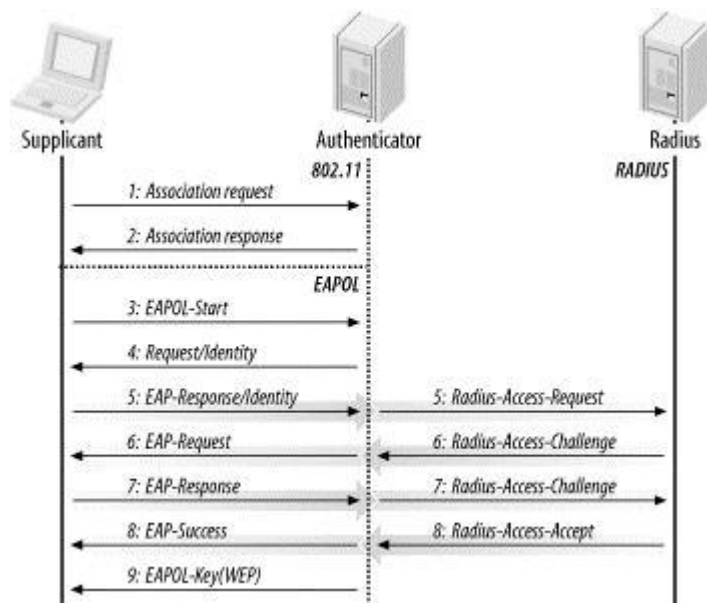 Supplicant
Authenticator
Radius
802.11
RADIUS
1: Association request
2: Association response
EAPOL
3: EAPOL-Start
4: Request/Identity
5: EAP-Response/Identity
5: Radius-Access-Request
6: EAP-Request
6: Radius-Access-Challenge
7: EAP-Response
7: Radius-Access-Challenge
8: EAP-Success
8: Radius-Access-Accept
9: EAPOL-Key(WEP)